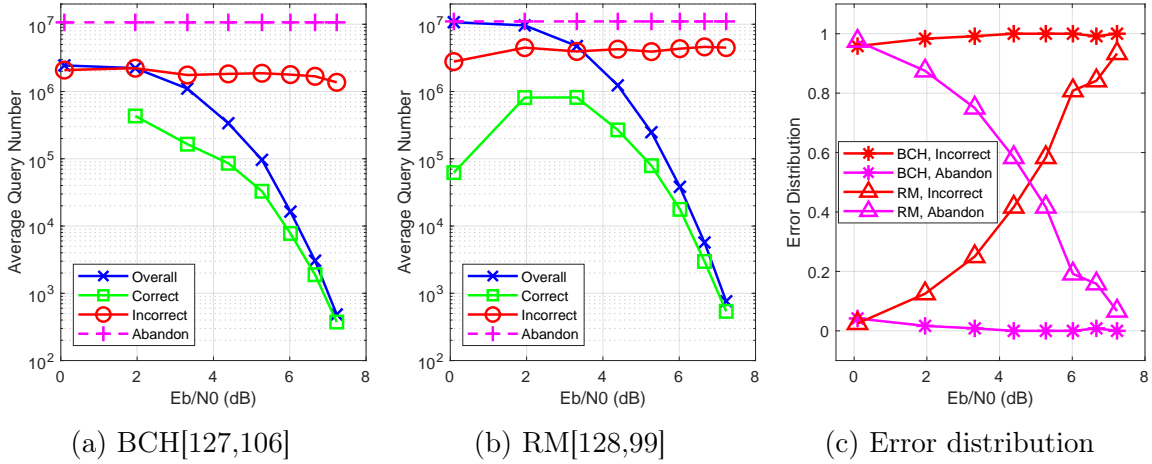 10^7
10^6
10^5
10^4
10^3
10^2
Average Query Number
0 2 4 6 8
Eb/N0 (dB)
Overall
Correct
Incorrect
Abandon
(a) BCH[127,106]
10^7
10^6
10^5
10^4
10^3
10^2
Average Query Number
0 2 4 6 8
Eb/N0 (dB)
Overall
Correct
Incorrect
Abandon
(b) RM[128,99]
1
0.8
0.6
0.4
0.2
0
Error Distribution
0 2 4 6 8
Eb/N0 (dB)
BCH, Incorrect
BCH, Abandon
RM, Incorrect
RM, Abandon
(c) Error distribution